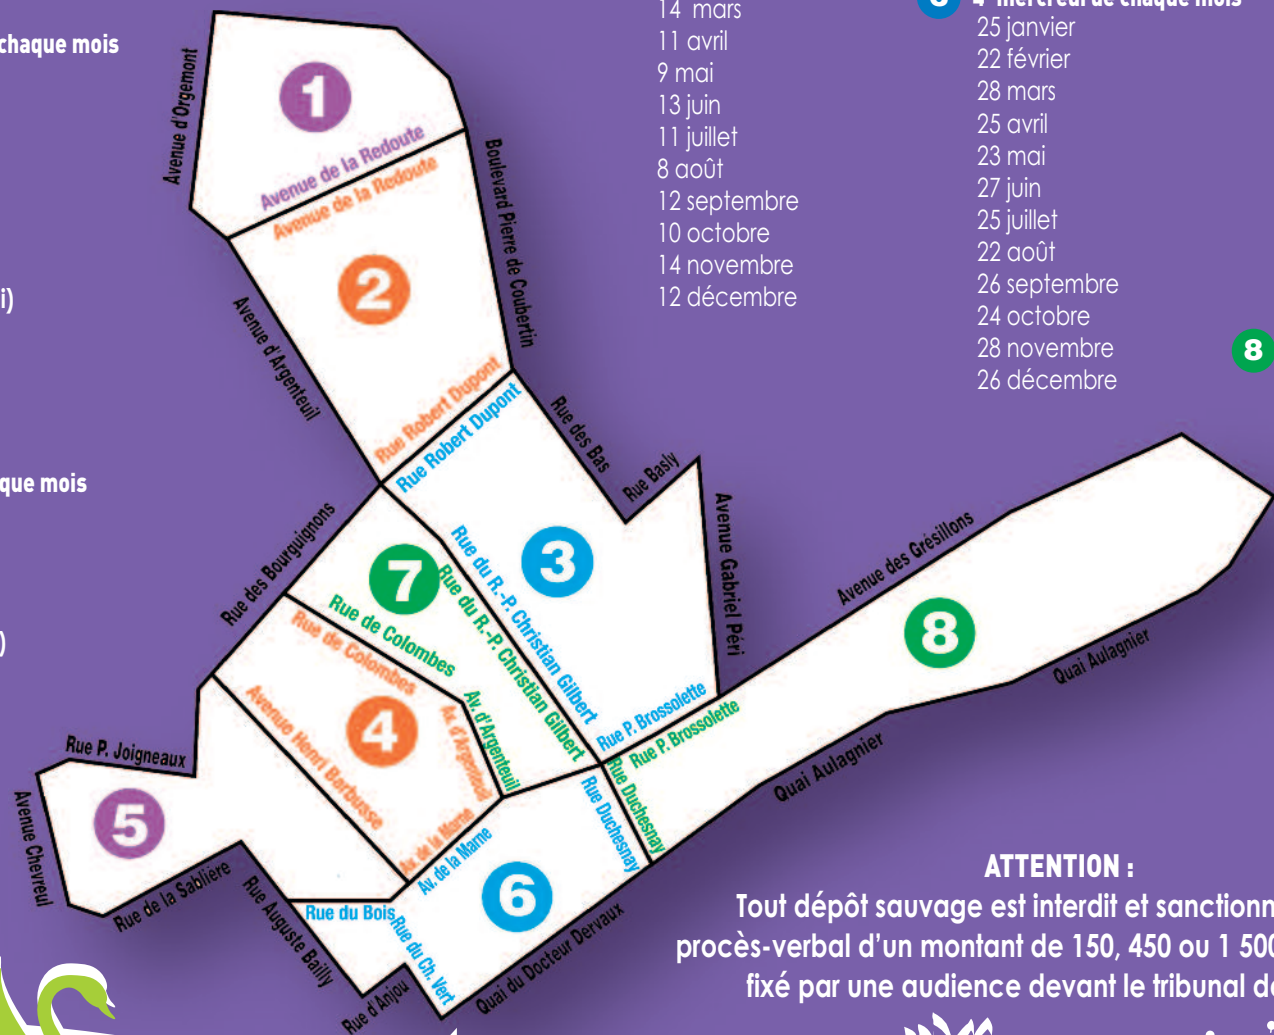 chaque mois
i)
que mois
)
14 mars
11 avril
9 mai
13 juin
11 juillet
8 août
12 septembre
10 octobre
14 novembre
12 décembre
4e mercredi de chaque mois
25 janvier
22 février
28 mars
25 avril
23 mai
27 juin
25 juillet
22 août
26 septembre
24 octobre
28 novembre
26 décembre
8
Avenue d'Orgemont
1
Avenue de la Redoute
Avenue de la Redoute
Boulevard Pierre de Coubertin
2
Avenue d'Argenteuil
Rue Robert Dupont
Rue Robert Dupont
Rue des Bas
Rue Basly
Avenue Gabriel Péri
3
Rue du R.-P. Christian Gilbert
Rue du R.-P. Christian Gilbert
Rue des Bourguignons
7
Rue de Colombes
Rue de Colombes
Av. d'Argenteuil
Av. d'Argenteuil
4
Avenue Henri Barbusse
Av. de la Marne
Av. de la Marne
Rue P. Brossolette
Rue P. Brossolette
Rue Duchesnay
Rue Duchesnay
Avenue des Grésillons
8
Quai Aulagnier
Quai Aulagnier
Rue P. Joigneaux
5
Avenue Chevreul
Rue de la Sablière
Rue Auguste Bailly
Rue du Bois
Rue du Ch. Vert
6
Rue d'Anjou
Quai du Docteur Dervaux
ATTENTION :
Tout dépôt sauvage est interdit et sanctionn
procès-verbal d'un montant de 150, 450 ou 1 500
fixé par une audience devant le tribunal de